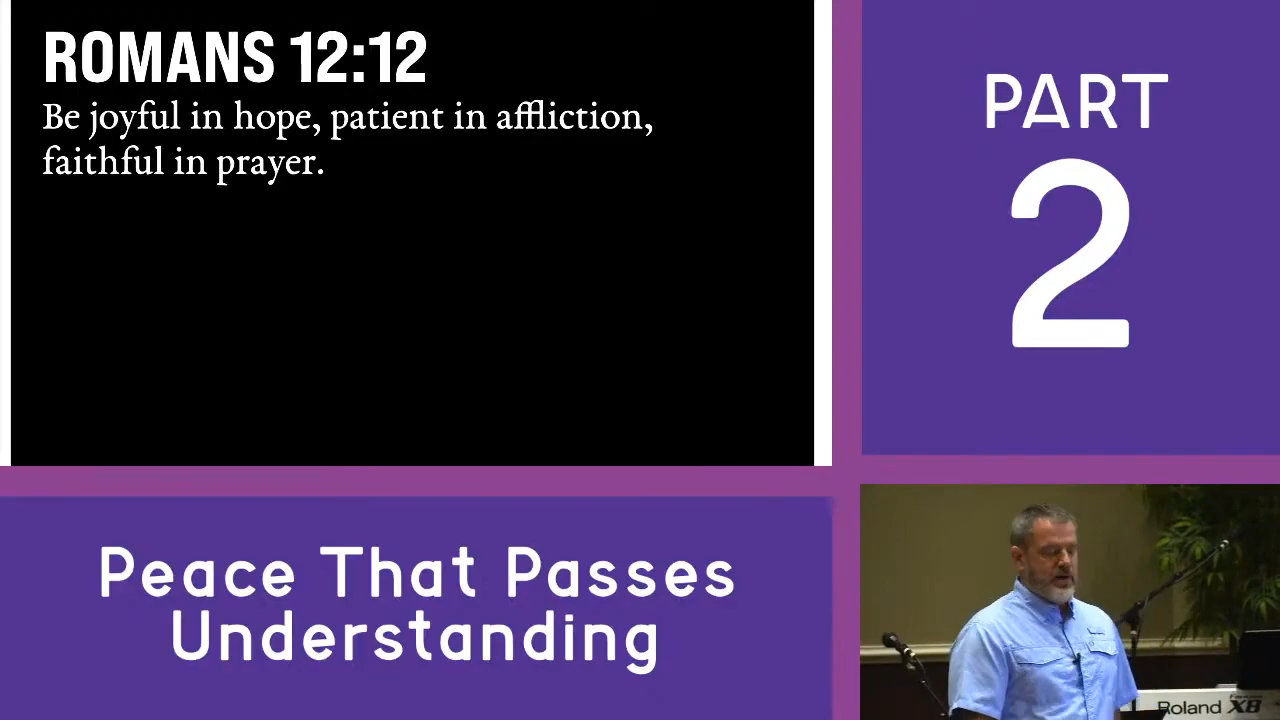 ROMANS 12:12
Be joyful in hope, patient in affliction,
faithful in prayer.
PART
2
Peace That Passes
Understanding
Roland X8